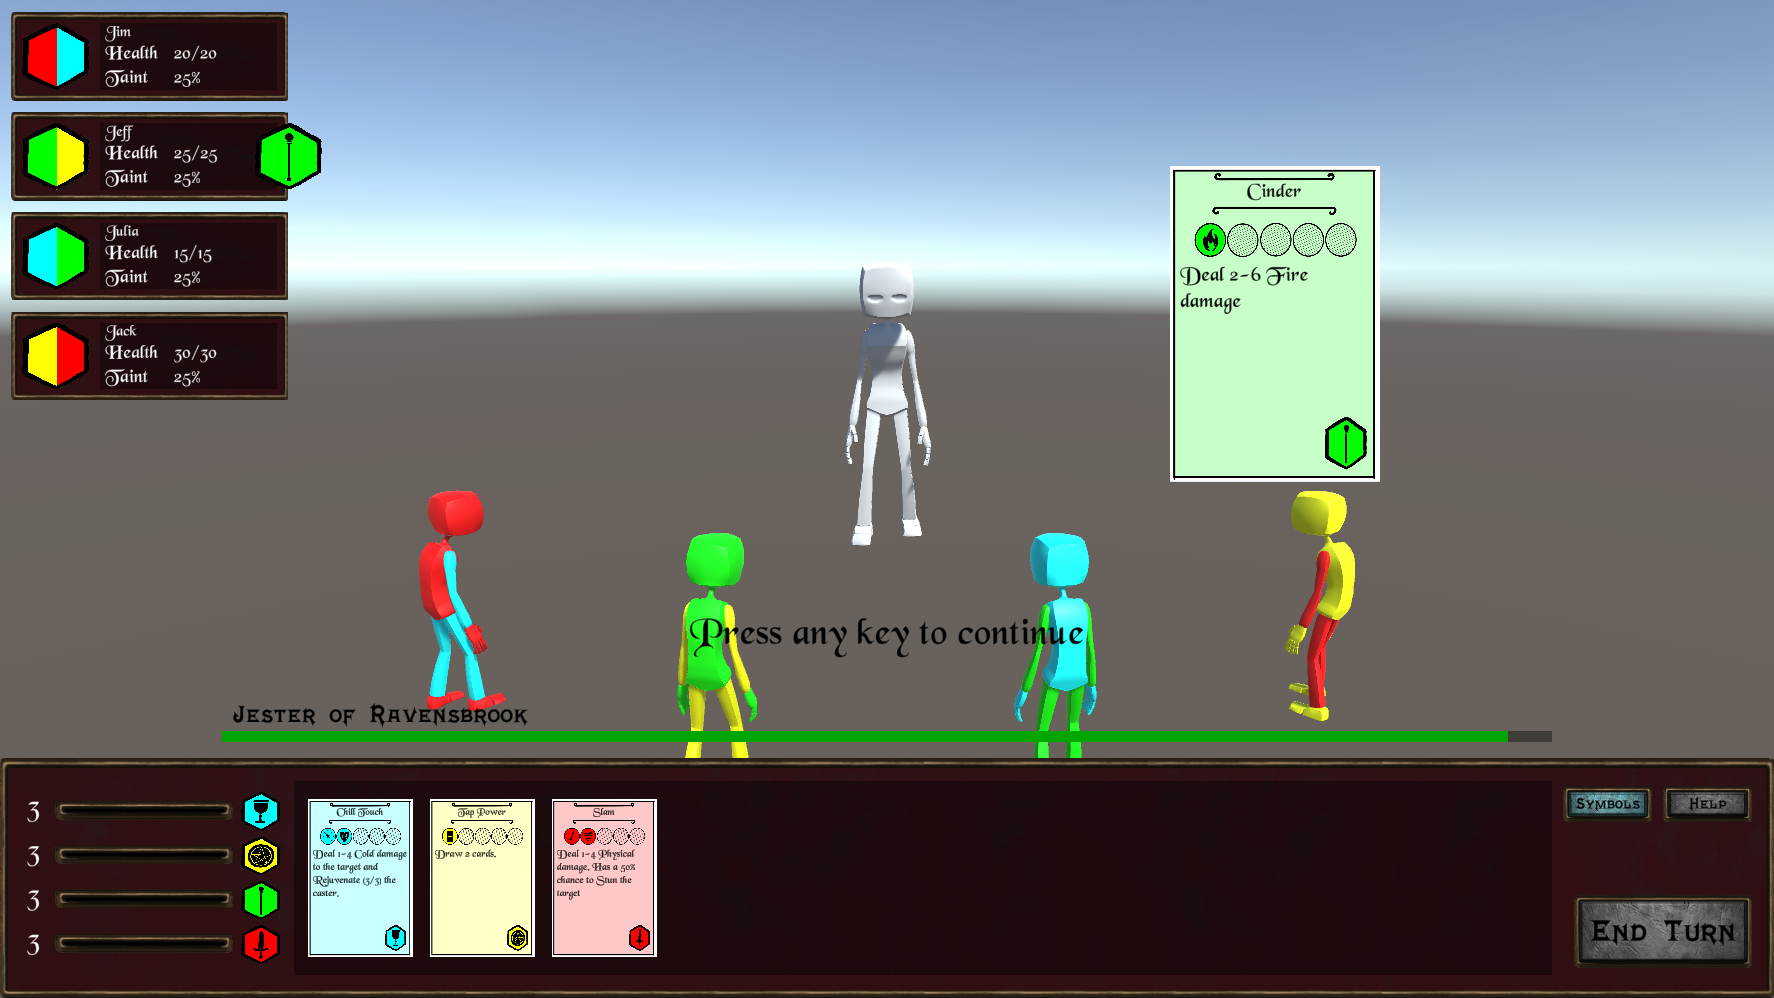 Jim
Health 20/20
Taint 25%
Jeff
Health 25/25
Taint 25%
Julia
Health 15/15
Taint 25%
Jack
Health 30/30
Taint 25%
Cinder
Deal 2-6 Fire
damage
Press any key to continue
Jester of Ravensbrook
3
3
3
3
Chill Touch
Deal 1-4 Cold damage
to the target and
Rejuvenate (3/3) the
caster.
Tap Power
Draw 2 cards.
Slam
Deal 1-4 Physical
damage. Has a 50%
chance to Stun the
target
Symbols
Help
End Turn